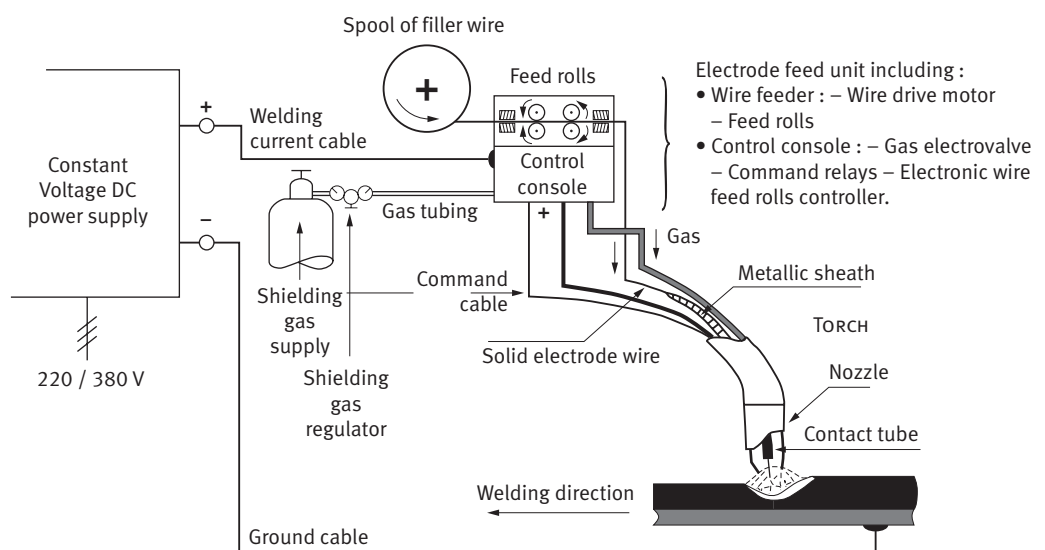 Spool of filler wire
+
Feed rolls
Electrode feed unit including :
• Wire feeder : – Wire drive motor
– Feed rolls
• Control console : – Gas electrovalve
– Command relays – Electronic wire
feed rolls controller.
+
Welding
current cable
Constant
Voltage DC
power supply
Control
console
+
Gas tubing
–
Gas
Metallic sheath
Command
cable
Shielding
gas
supply
TORCH
Solid electrode wire
220 / 380 V
Shielding
gas
regulator
Nozzle
Contact tube
Welding direction
Ground cable